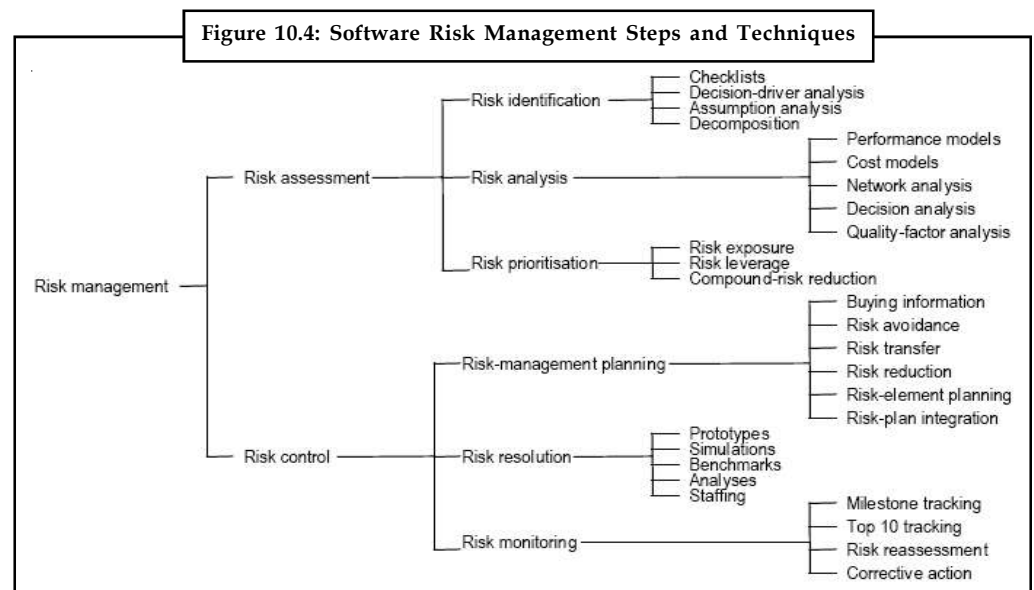 Figure 10.4: Software Risk Management Steps and Techniques
Risk management
Risk assessment
Risk identification
Checklists
Decision-driver analysis
Assumption analysis
Decomposition
Risk analysis
Performance models
Cost models
Network analysis
Decision analysis
Quality-factor analysis
Risk prioritisation
Risk exposure
Risk leverage
Compound-risk reduction
Risk control
Risk-management planning
Buying information
Risk avoidance
Risk transfer
Risk reduction
Risk-element planning
Risk-plan integration
Risk resolution
Prototypes
Simulations
Benchmarks
Analyses
Staffing
Risk monitoring
Milestone tracking
Top 10 tracking
Risk reassessment
Corrective action